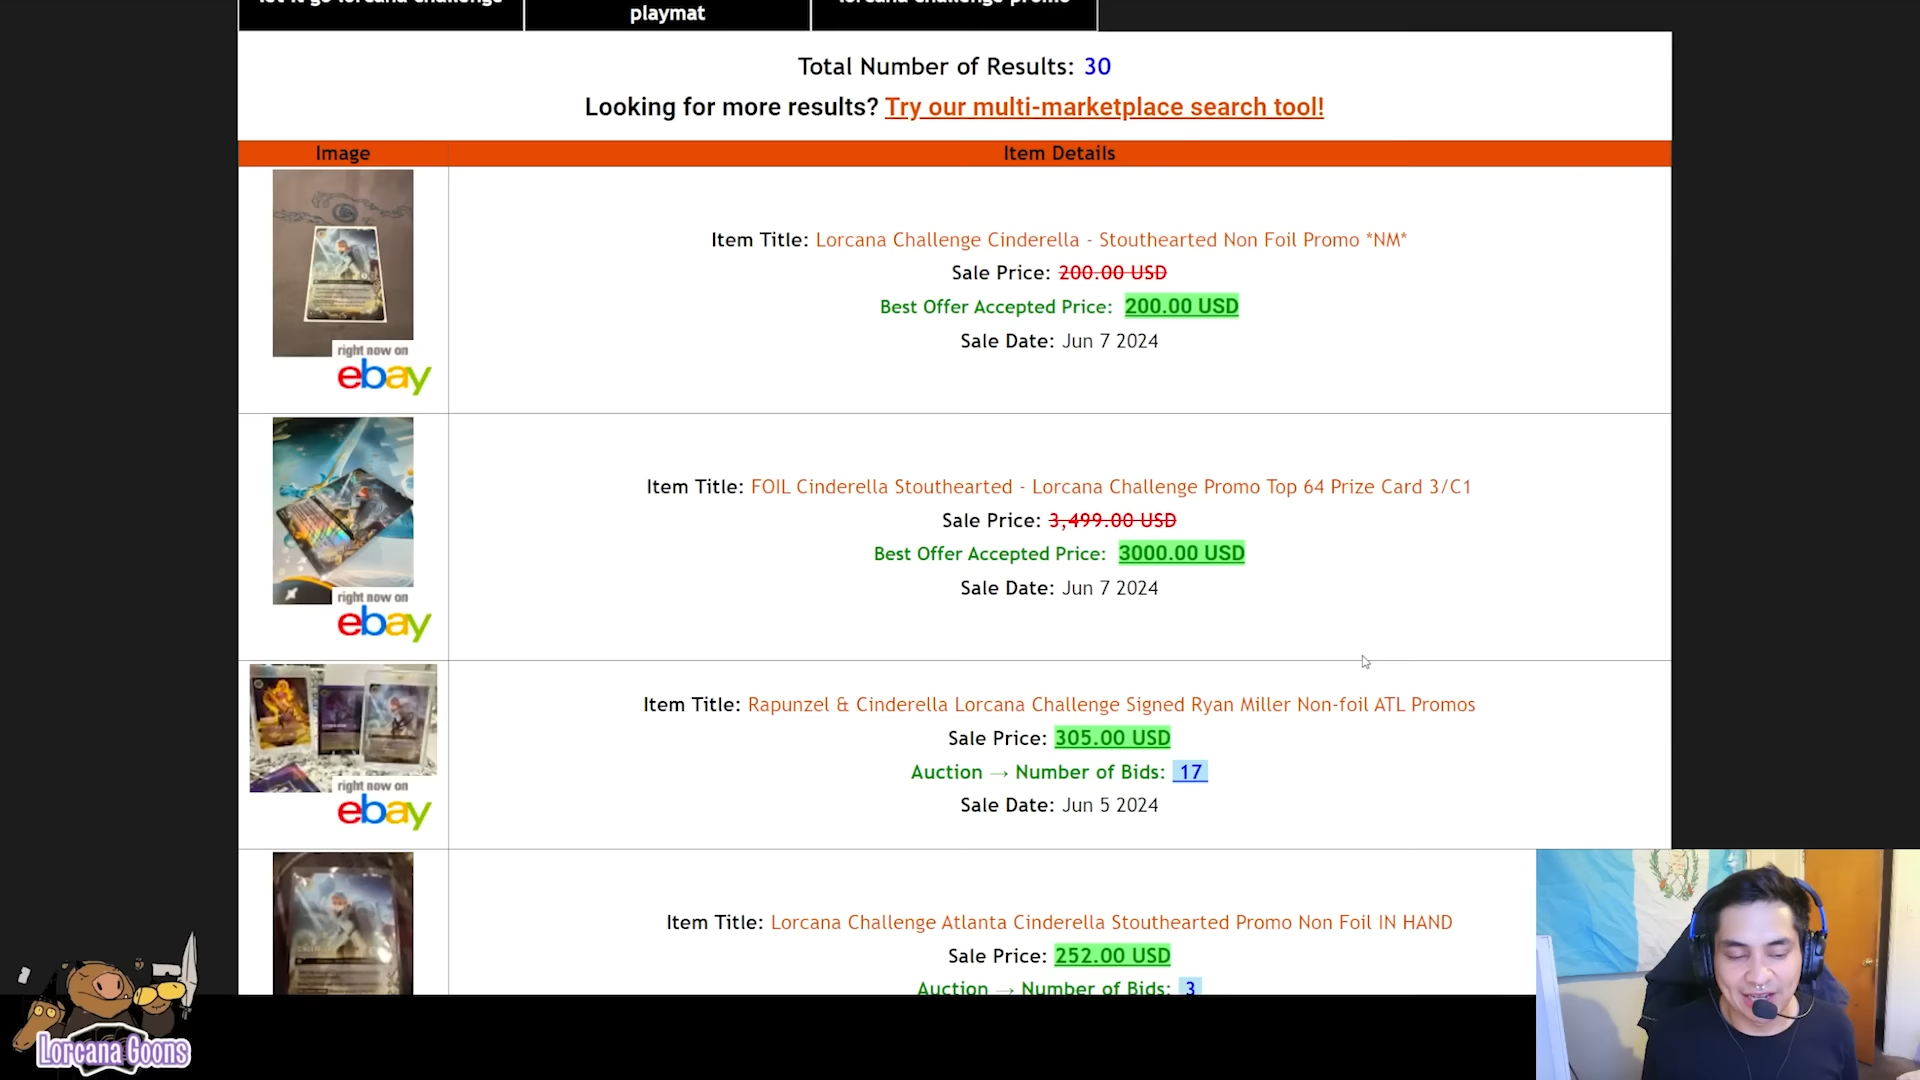 playmat
Total Number of Results: 30
Looking for more results? Try our multi-marketplace search tool!
Image
Item Details
Item Title: Lorcana Challenge Cinderella - Stouthearted Non Foil Promo *NM*
Sale Price: 200.00 USD
Best Offer Accepted Price: 200.00 USD
Sale Date: Jun 7 2024
right now on
ebay
Item Title: FOIL Cinderella Stouthearted - Lorcana Challenge Promo Top 64 Prize Card 3/C1
Sale Price: 3,499.00 USD
Best Offer Accepted Price: 3000.00 USD
Sale Date: Jun 7 2024
right now on
ebay
Item Title: Rapunzel & Cinderella Lorcana Challenge Signed Ryan Miller Non-foil ATL Promos
Sale Price: 305.00 USD
Auction → Number of Bids: 17
Sale Date: Jun 5 2024
right now on
ebay
Item Title: Lorcana Challenge Atlanta Cinderella Stouthearted Promo Non Foil IN HAND
Sale Price: 252.00 USD
Auction → Number of Bids: 3
Lorcana Goons